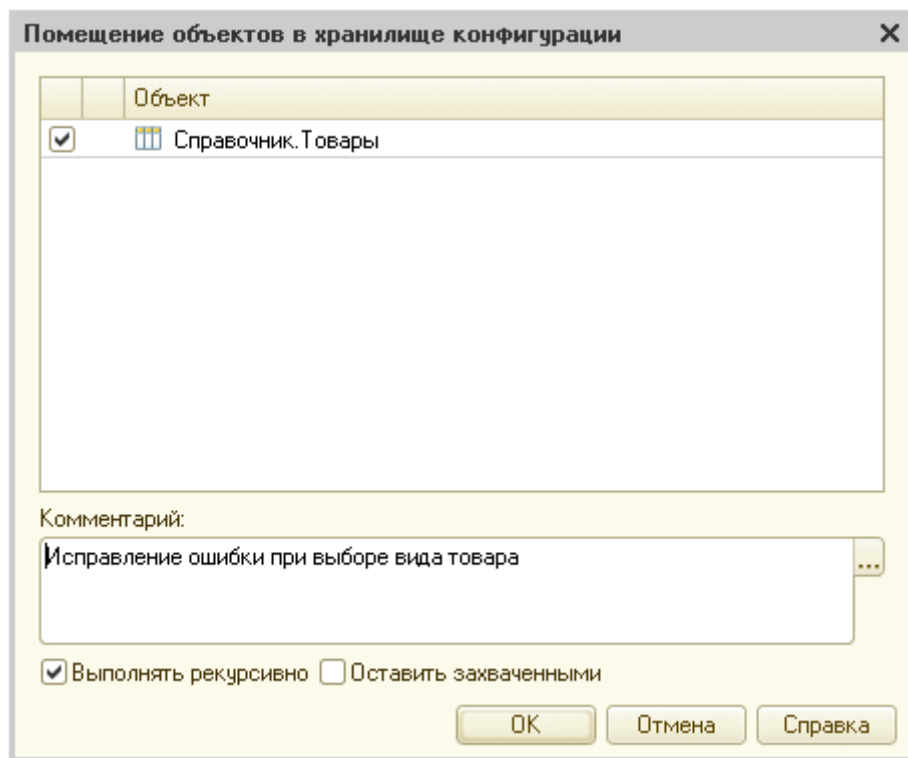 Помещение объектов в хранилище конфигурации
Объект
Справочник.Товары
Комментарий:
Исправление ошибки при выборе вида товара
...
Выполнять рекурсивно Оставить захваченными
OK Отмена Справка